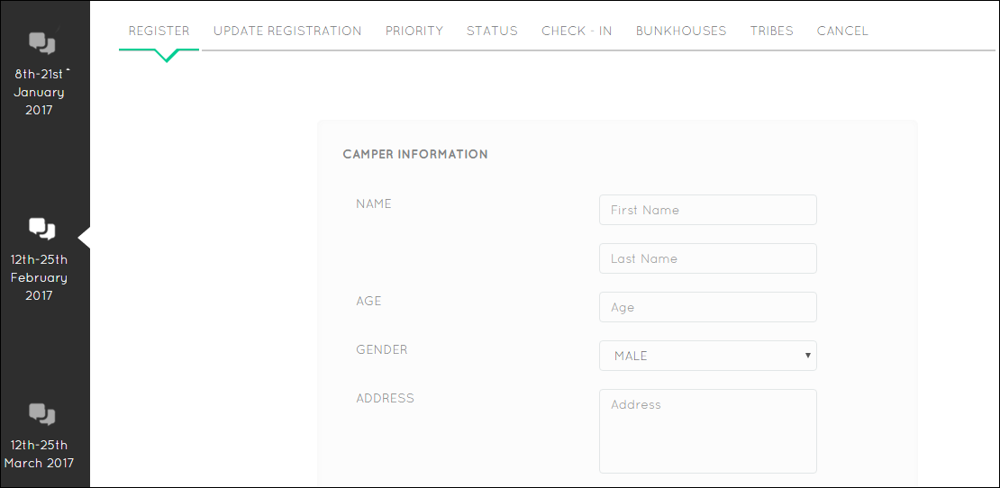 REGISTER UPDATE REGISTRATION PRIORITY STATUS CHECK - IN BUNKHOUSES TRIBES CANCEL
8th-21st
January
2017
12th-25th
February
2017
12th-25th
March 2017
CAMPER INFORMATION
NAME First Name
Last Name
AGE Age
GENDER MALE
ADDRESS Address